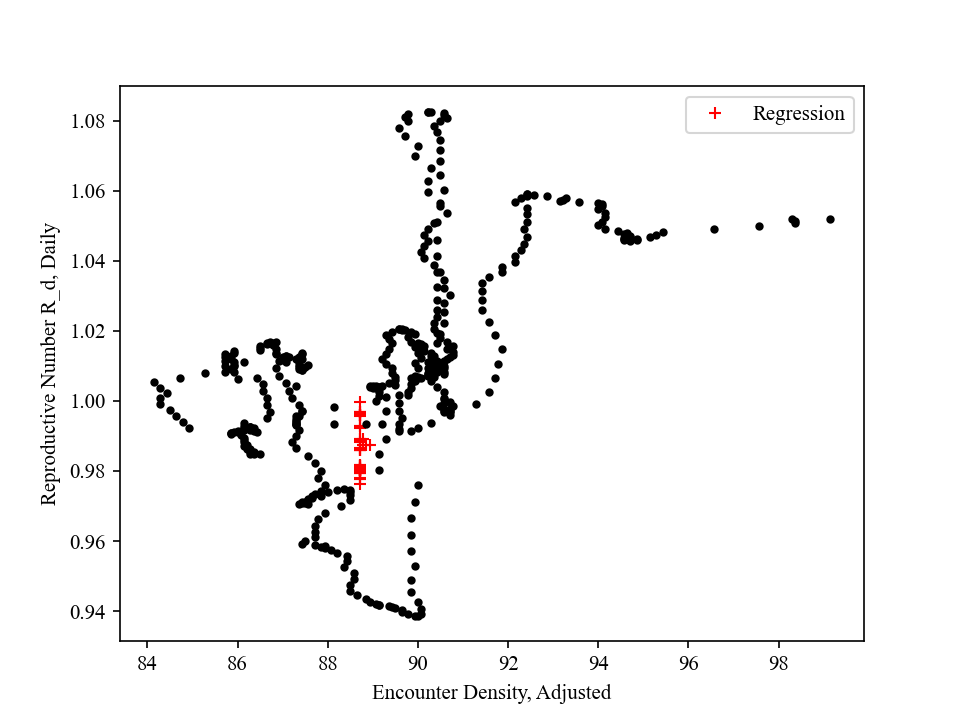 Regression
1.08
1.06
1.04
1.02
1.00
0.98
0.96
0.94
Reproductive Number R_d, Daily
84 86 88 90 92 94 96 98
Encounter Density, Adjusted